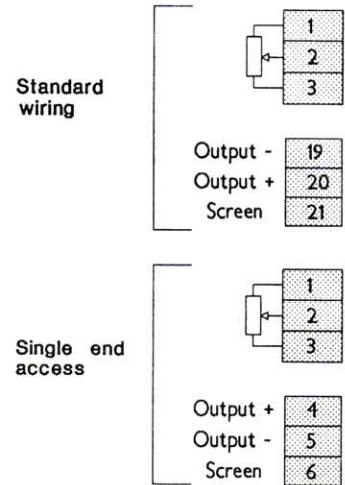 1
2
3
Standard
wiring
Output - 19
Output + 20
Screen 21
1
2
3
Single end
access
Output + 4
Output - 5
Screen 6